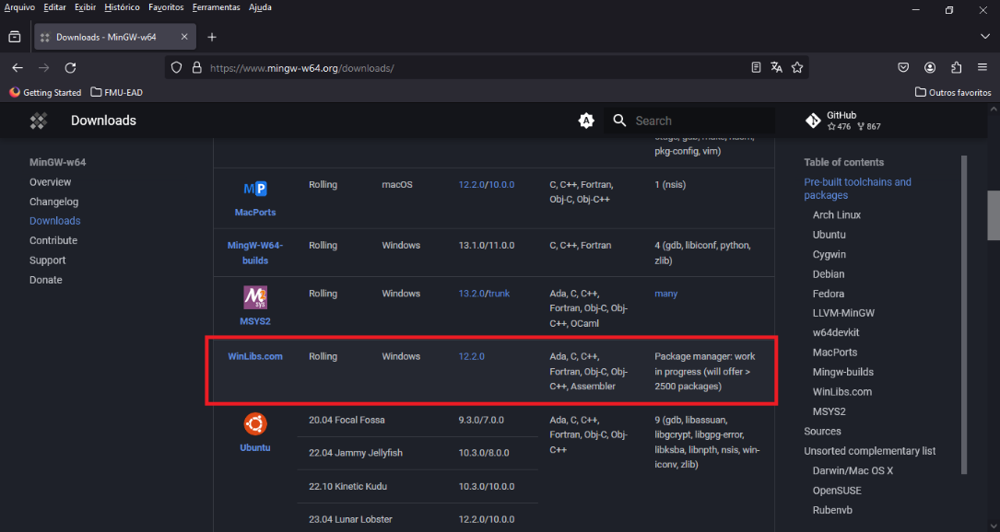 Arquivo Editar Exibir Histórico Favoritos Ferramentas Ajuda
Downloads - MinGW-w64
https://www.mingw-w64.org/downloads/
Getting Started FMU-EAD Outros favoritos
Downloads
Search
GitHub
476 867
MinGW-w64
Overview
Changelog
Downloads
Contribute
Support
Donate
pkg-config, vim)
MacPorts
Rolling
macOS
12.2.0/10.0.0
C, C++, Fortran,
Obj-C, Obj-C++
1 (nsis)
MingW-W64-
builds
Rolling
Windows
13.1.0/11.0.0
C, C++, Fortran
4 (gdb, libiconf, python,
zlib)
MSYS2
Rolling
Windows
13.2.0/trunk
Ada, C, C++,
Fortran, Obj-C, Obj-
C++, OCaml
many
WinLibs.com
Rolling
Windows
12.2.0
Ada, C, C++,
Fortran, Obj-C, Obj-
C++, Assembler
Package manager: work
in progress (will offer >
2500 packages)
Ubuntu
20.04 Focal Fossa
9.3.0/7.0.0
22.04 Jammy Jellyfish
10.3.0/8.0.0
22.10 Kinetic Kudu
10.3.0/10.0.0
23.04 Lunar Lobster
12.2.0/10.0.0
Ada, C, C++,
Fortran, Obj-C, Obj-
C++
9 (gdb, libassuan,
libgcrypt, libgpg-error,
libksba, libnpth, nsis, win-
iconv, zlib)
Table of contents
Pre-built toolchains and
packages
Arch Linux
Ubuntu
Cygwin
Debian
Fedora
LLVM-MinGW
w64devkit
MacPorts
Mingw-builds
WinLibs.com
MSYS2
Sources
Unsorted complementary list
Darwin/Mac OS X
OpenSUSE
Rubenvb